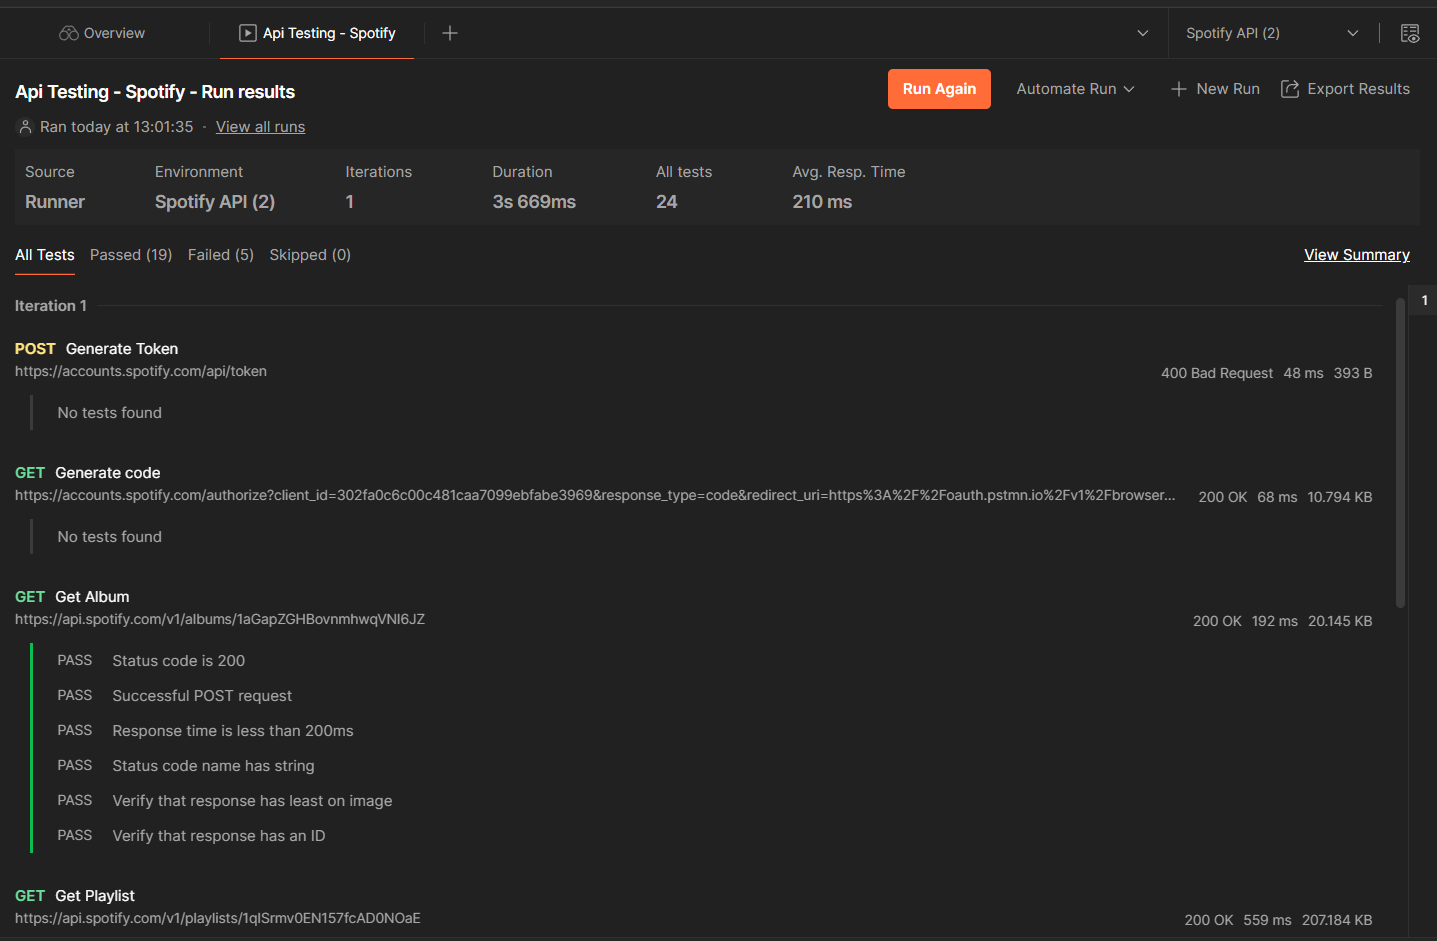 Overview
Api Testing - Spotify
Spotify API (2)
Api Testing - Spotify - Run results
Run Again
Automate Run
New Run
Export Results
Ran today at 13:01:35 · View all runs
Source Environment Iterations Duration All tests Avg. Resp. Time
Runner Spotify API (2) 1 3s 669ms 24 210 ms
All Tests Passed (19) Failed (5) Skipped (0) View Summary
Iteration 1
1
POST Generate Token
https://accounts.spotify.com/api/token
400 Bad Request 48 ms 393 B
No tests found
GET Generate code
https://accounts.spotify.com/authorize?client_id=302fa0c6c00c481caa7099ebfabe3969&response_type=code&redirect_uri=https%3A%2F%2Foauth.pstmn.io%2Fv1%2Fbrowser...
200 OK 68 ms 10.794 KB
No tests found
GET Get Album
https://api.spotify.com/v1/albums/1aGapZGHBovnmhwqVNI6JZ
200 OK 192 ms 20.145 KB
PASS Status code is 200
PASS Successful POST request
PASS Response time is less than 200ms
PASS Status code name has string
PASS Verify that response has least on image
PASS Verify that response has an ID
GET Get Playlist
https://api.spotify.com/v1/playlists/1qlSrmv0EN157fcAD0NOaE
200 OK 559 ms 207.184 KB